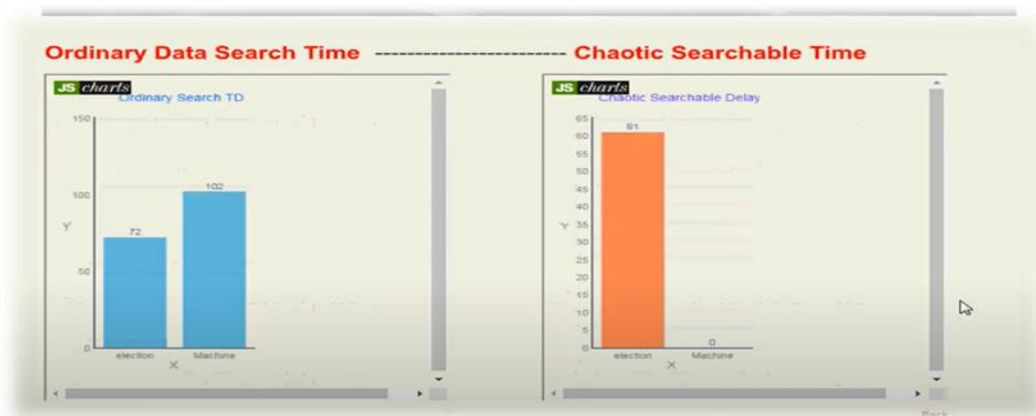 Ordinary Data Search Time ------------------------ Chaotic Searchable Time
JS charts
Ordinary Search TD
150
102
100
72
Y
50
0
election Machine
X
JS charts
Chaotic Searchable Delay
65
61
60
55
50
45
40
35
Y
30
25
20
15
10
5
0
0
election Machine
X
Back